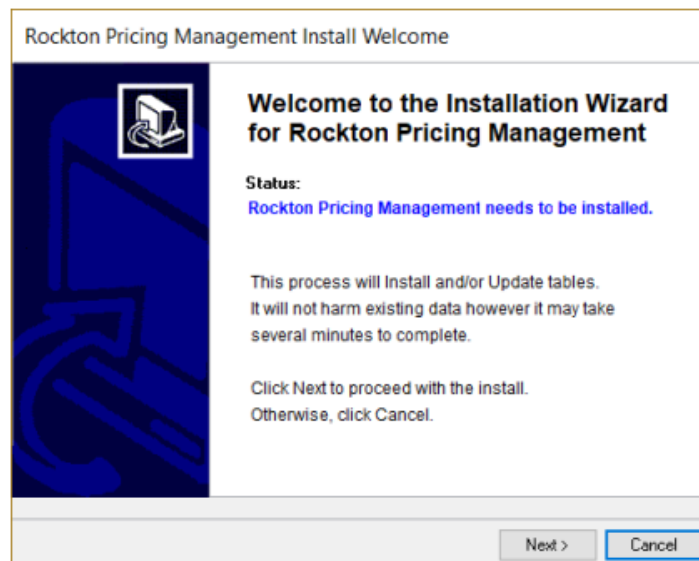 Rockton Pricing Management Install Welcome
Welcome to the Installation Wizard
for Rockton Pricing Management
Status:
Rockton Pricing Management needs to be installed.
This process will Install and/or Update tables.
It will not harm existing data however it may take
several minutes to complete.
Click Next to proceed with the install.
Otherwise, click Cancel.
Next >
Cancel